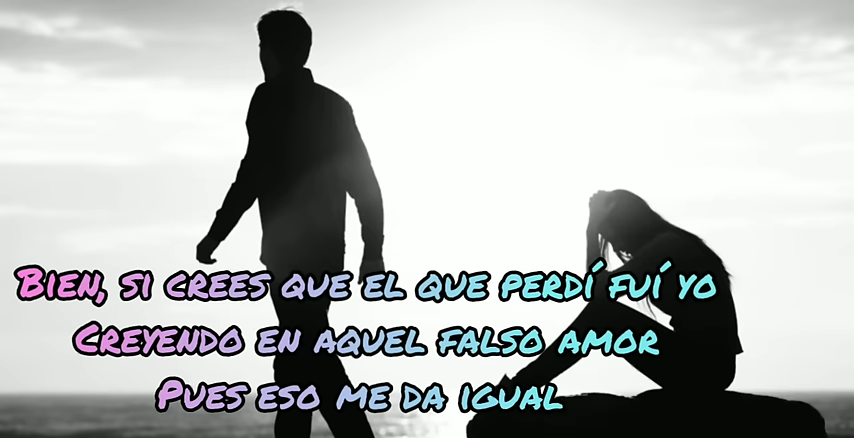 Bien, si crees que el que perdí fuí yo
Creyendo en aquel falso amor
Pues eso me da igual